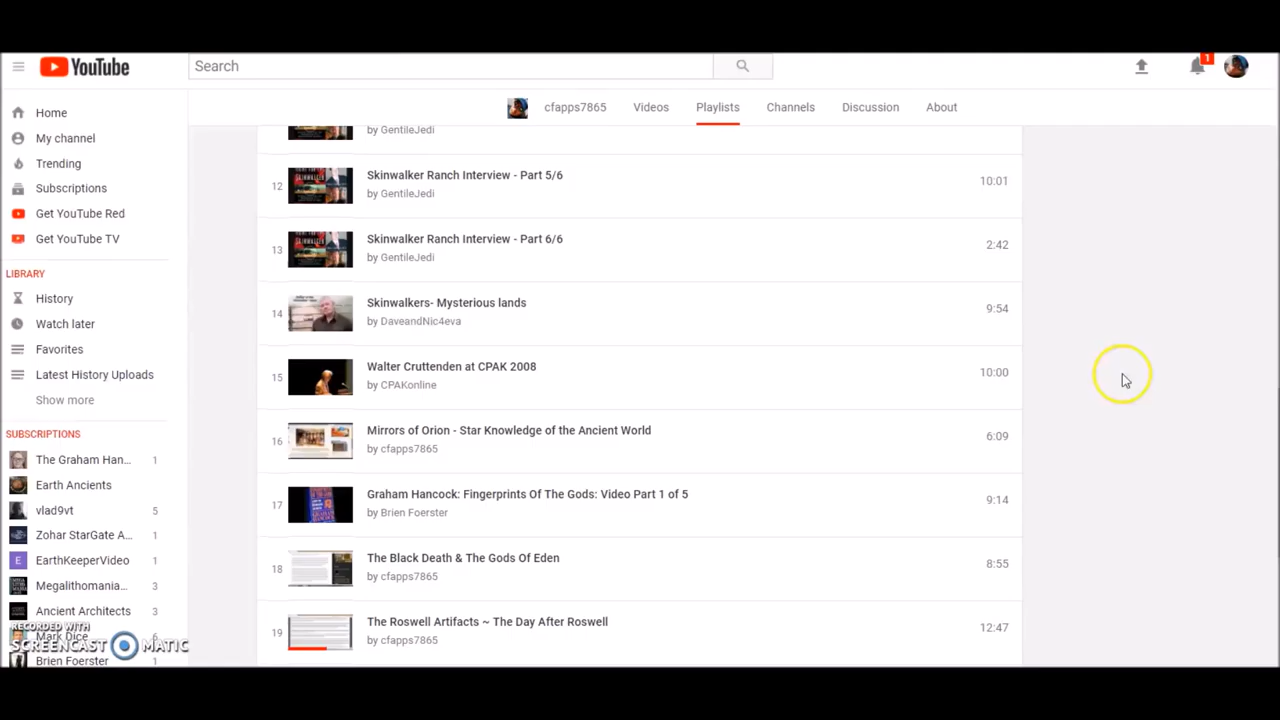 YouTube
Search
1
Home
My channel
Trending
Subscriptions
Get YouTube Red
Get YouTube TV
LIBRARY
History
Watch later
Favorites
Latest History Uploads
Show more
SUBSCRIPTIONS
The Graham Han... 1
Earth Ancients
vlad9vt 5
Zohar StarGate A... 1
E EarthKeeperVideo 1
Megalithomania... 3
Ancient Architects 3
Mark Dice 6
Brien Foerster 1
RECORDED WITH
SCREENCAST MATIC
cfapps7865 Videos Playlists Channels Discussion About
by GentileJedi
12 Skinwalker Ranch Interview - Part 5/6 10:01
by GentileJedi
13 Skinwalker Ranch Interview - Part 6/6 2:42
by GentileJedi
14 Skinwalkers- Mysterious lands 9:54
by DaveandNic4eva
15 Walter Cruttenden at CPAK 2008 10:00
by CPAKonline
16 Mirrors of Orion - Star Knowledge of the Ancient World 6:09
by cfapps7865
17 Graham Hancock: Fingerprints Of The Gods: Video Part 1 of 5 9:14
by Brien Foerster
18 The Black Death & The Gods Of Eden 8:55
by cfapps7865
19 The Roswell Artifacts ~ The Day After Roswell 12:47
by cfapps7865